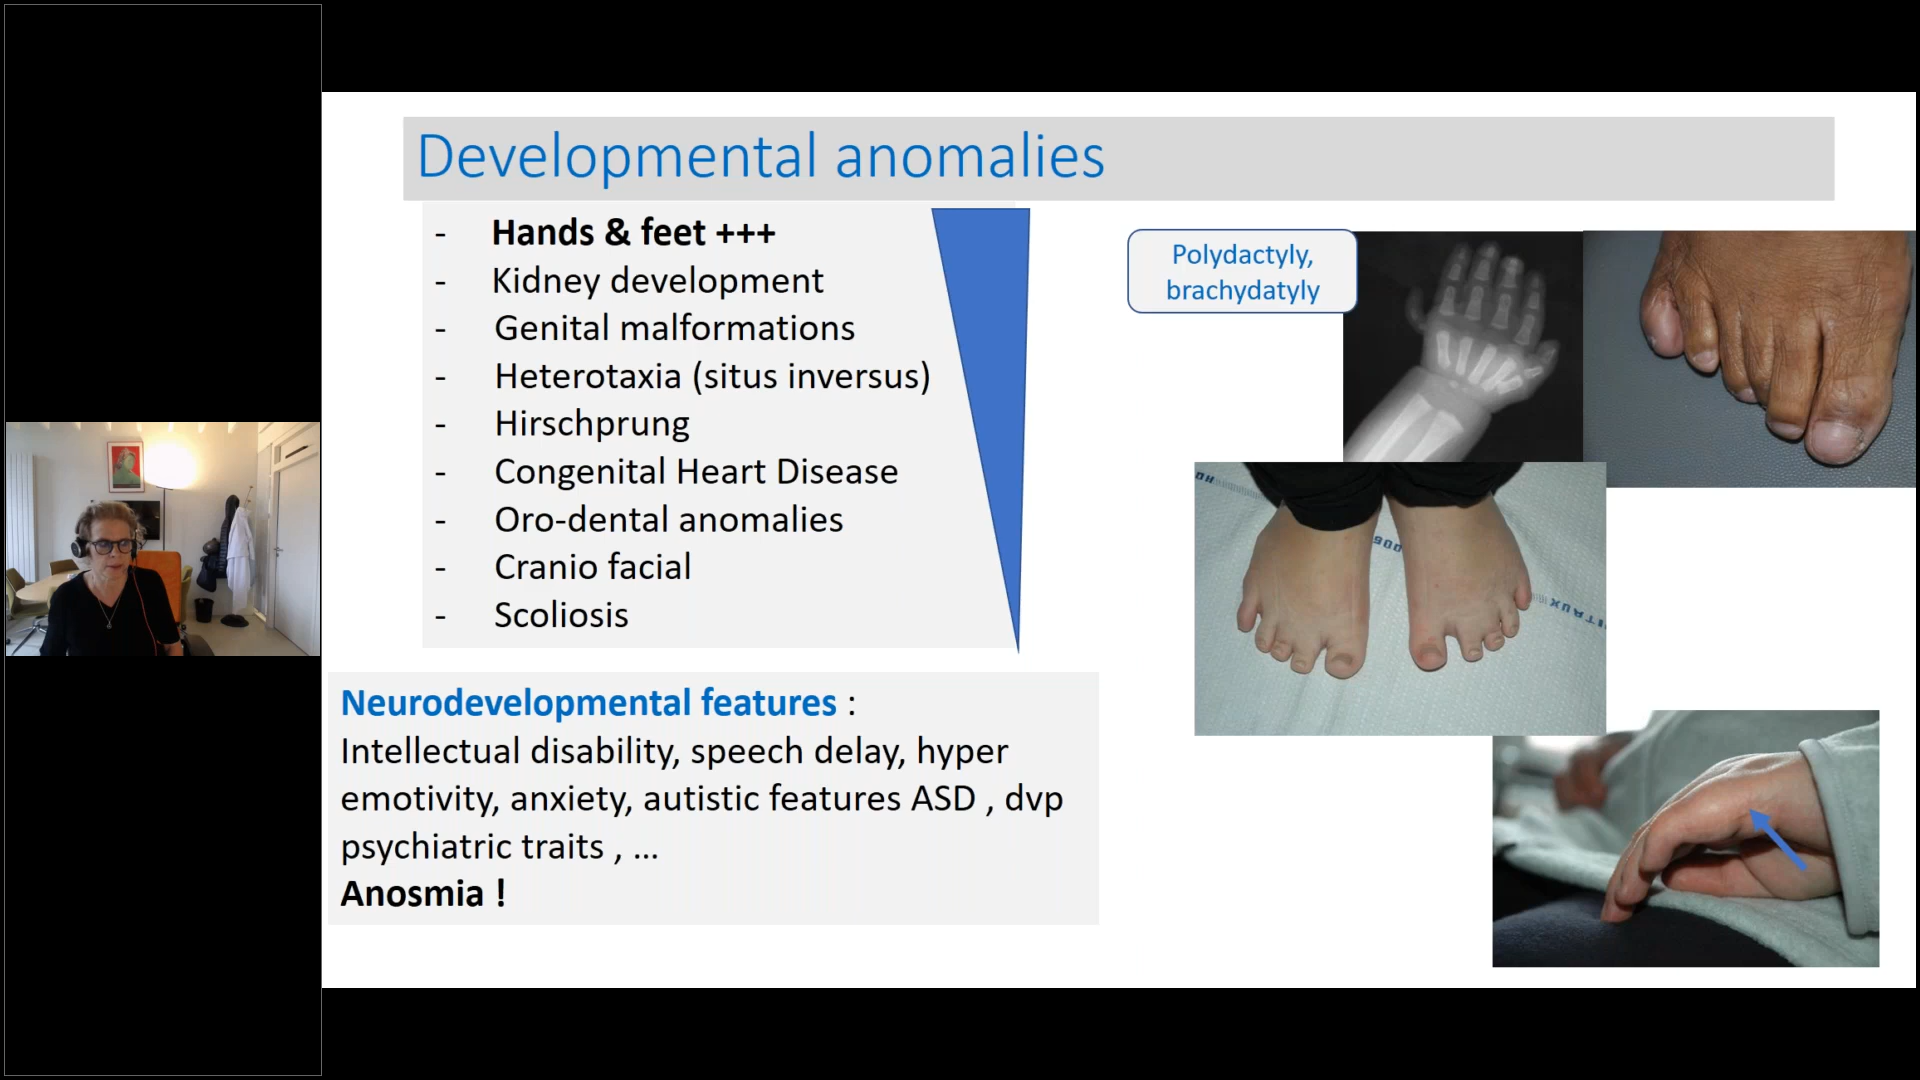 Developmental anomalies
- Hands & feet +++
- Kidney development
- Genital malformations
- Heterotaxia (situs inversus)
- Hirschprung
- Congenital Heart Disease
- Oro-dental anomalies
- Cranio facial
- Scoliosis
Polydactyly,
brachydatyly
Neurodevelopmental features :
Intellectual disability, speech delay, hyper
emotivity, anxiety, autistic features ASD , dvp
psychiatric traits , ...
Anosmia !